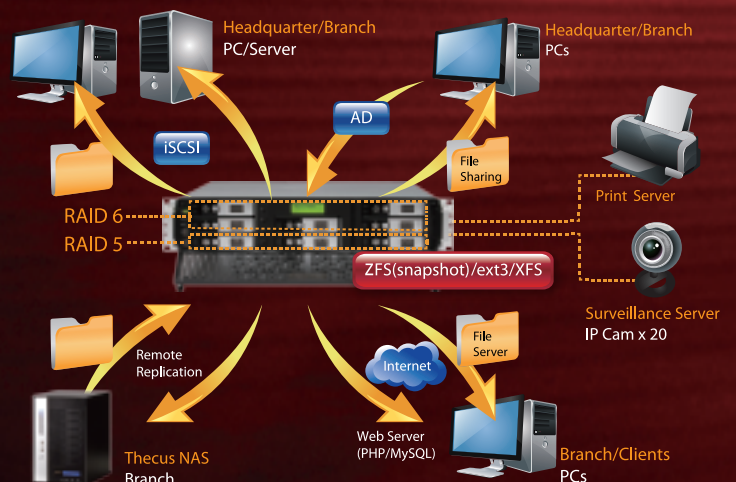 Headquarter/Branch
PC/Server
Headquarter/Branch
PCs
AD
iSCSI
File
Sharing
Print Server
RAID 6
RAID 5
ZFS(snapshot)/ext3/XFS
Surveillance Server
IP Cam x 20
Remote
Replication
File
Server
Internet
Web Server
(PHP/MySQL)
Thecus NAS
Branch
Branch/Clients
PCs